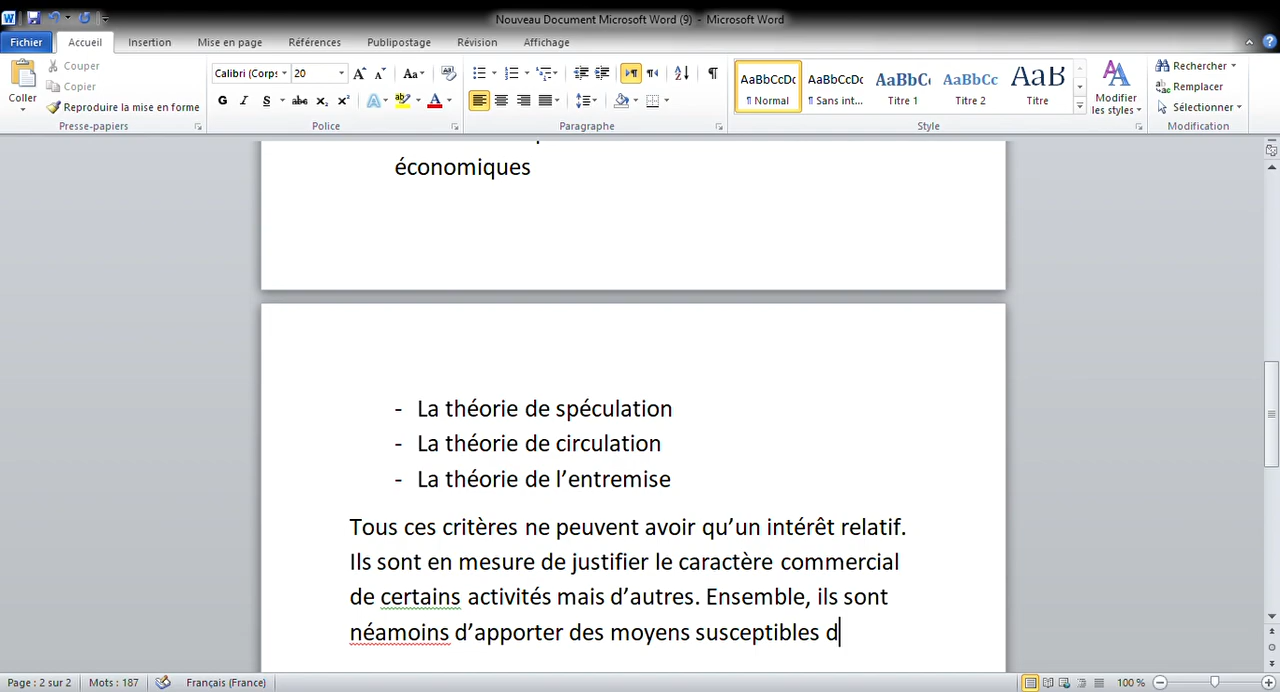 Nouveau Document Microsoft Word (9) - Microsoft Word
Fichier Accueil Insertion Mise en page Références Publipostage Révision Affichage
Coller
Couper
Copier
Reproduire la mise en forme
Presse-papiers
Calibri (Corps 20
G I S abc x₂ x²
Police
Paragraphe
AaBbCcDc AaBbCcDc AaBbC AaBbCc AaB
¶ Normal ¶ Sans int... Titre 1 Titre 2 Titre
Style
Modifier
les styles
Rechercher
Remplacer
Sélectionner
Modification
économiques
- La théorie de spéculation
- La théorie de circulation
- La théorie de l’entremise
Tous ces critères ne peuvent avoir qu’un intérêt relatif.
Ils sont en mesure de justifier le caractère commercial
de certains activités mais d’autres. Ensemble, ils sont
néamoins d’apporter des moyens susceptibles d
Page : 2 sur 2 Mots : 187 Français (France) 100 %